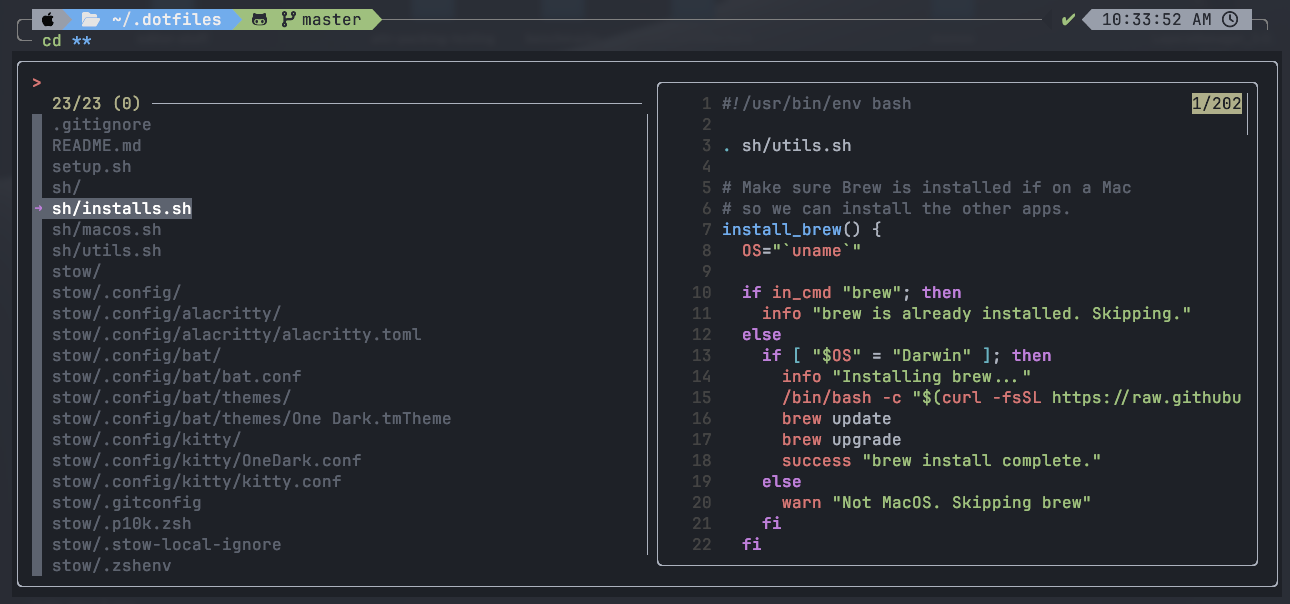 ~/.dotfiles master ✔ 10:33:52 AM
cd **
>
23/23 (0)
.gitignore
README.md
setup.sh
sh/
→ sh/installs.sh
sh/macos.sh
sh/utils.sh
stow/
stow/.config/
stow/.config/alacritty/
stow/.config/alacritty/alacritty.toml
stow/.config/bat/
stow/.config/bat/bat.conf
stow/.config/bat/themes/
stow/.config/bat/themes/One Dark.tmTheme
stow/.config/kitty/
stow/.config/kitty/OneDark.conf
stow/.config/kitty/kitty.conf
stow/.gitconfig
stow/.p10k.zsh
stow/.stow-local-ignore
stow/.zshenv
1 #!/usr/bin/env bash 1/202
2
3 . sh/utils.sh
4
5 # Make sure Brew is installed if on a Mac
6 # so we can install the other apps.
7 install_brew() {
8   OS="`uname`"
9
10   if in_cmd "brew"; then
11     info "brew is already installed. Skipping."
12   else
13     if [ "$OS" = "Darwin" ]; then
14       info "Installing brew..."
15       /bin/bash -c "$(curl -fsSL https://raw.githubu
16       brew update
17       brew upgrade
18       success "brew install complete."
19     else
20       warn "Not MacOS. Skipping brew"
21     fi
22   fi